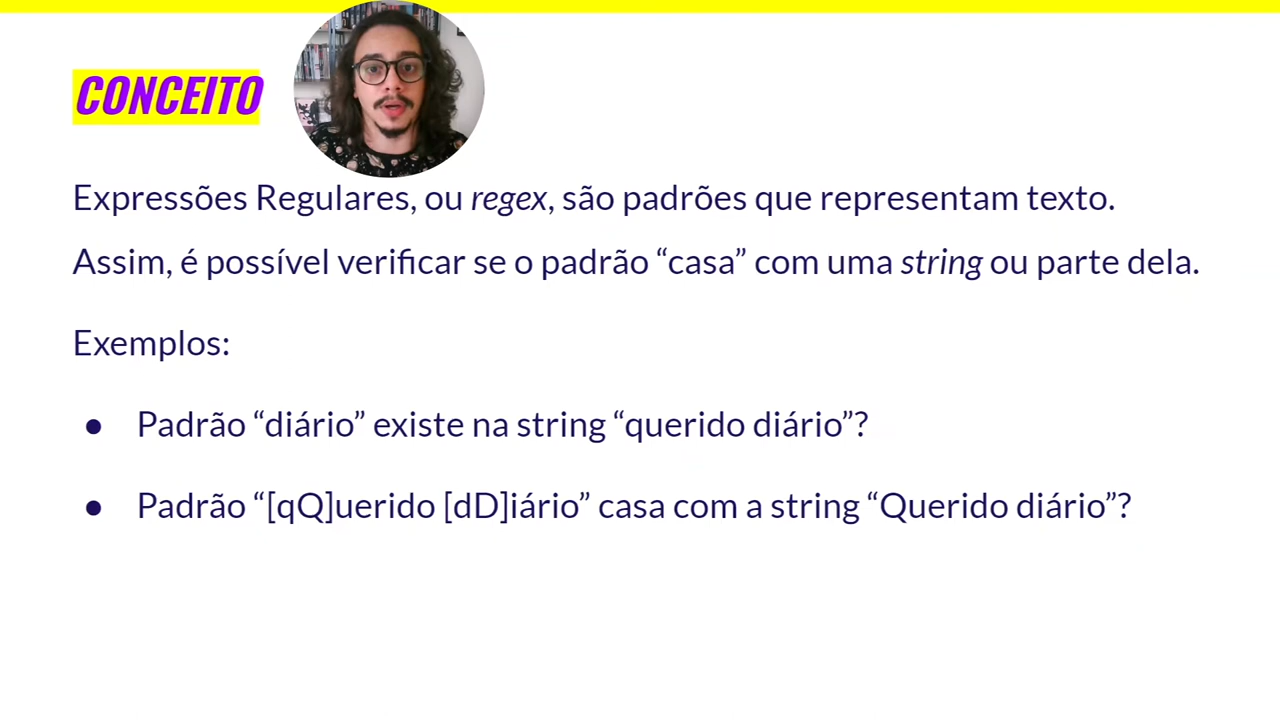 CONCEITO
Expressões Regulares, ou regex, são padrões que representam texto.
Assim, é possível verificar se o padrão “casa” com uma string ou parte dela.
Exemplos:
● Padrão “diário” existe na string “querido diário”?
● Padrão “[qQ]uerido [dD]iário” casa com a string “Querido diário”?